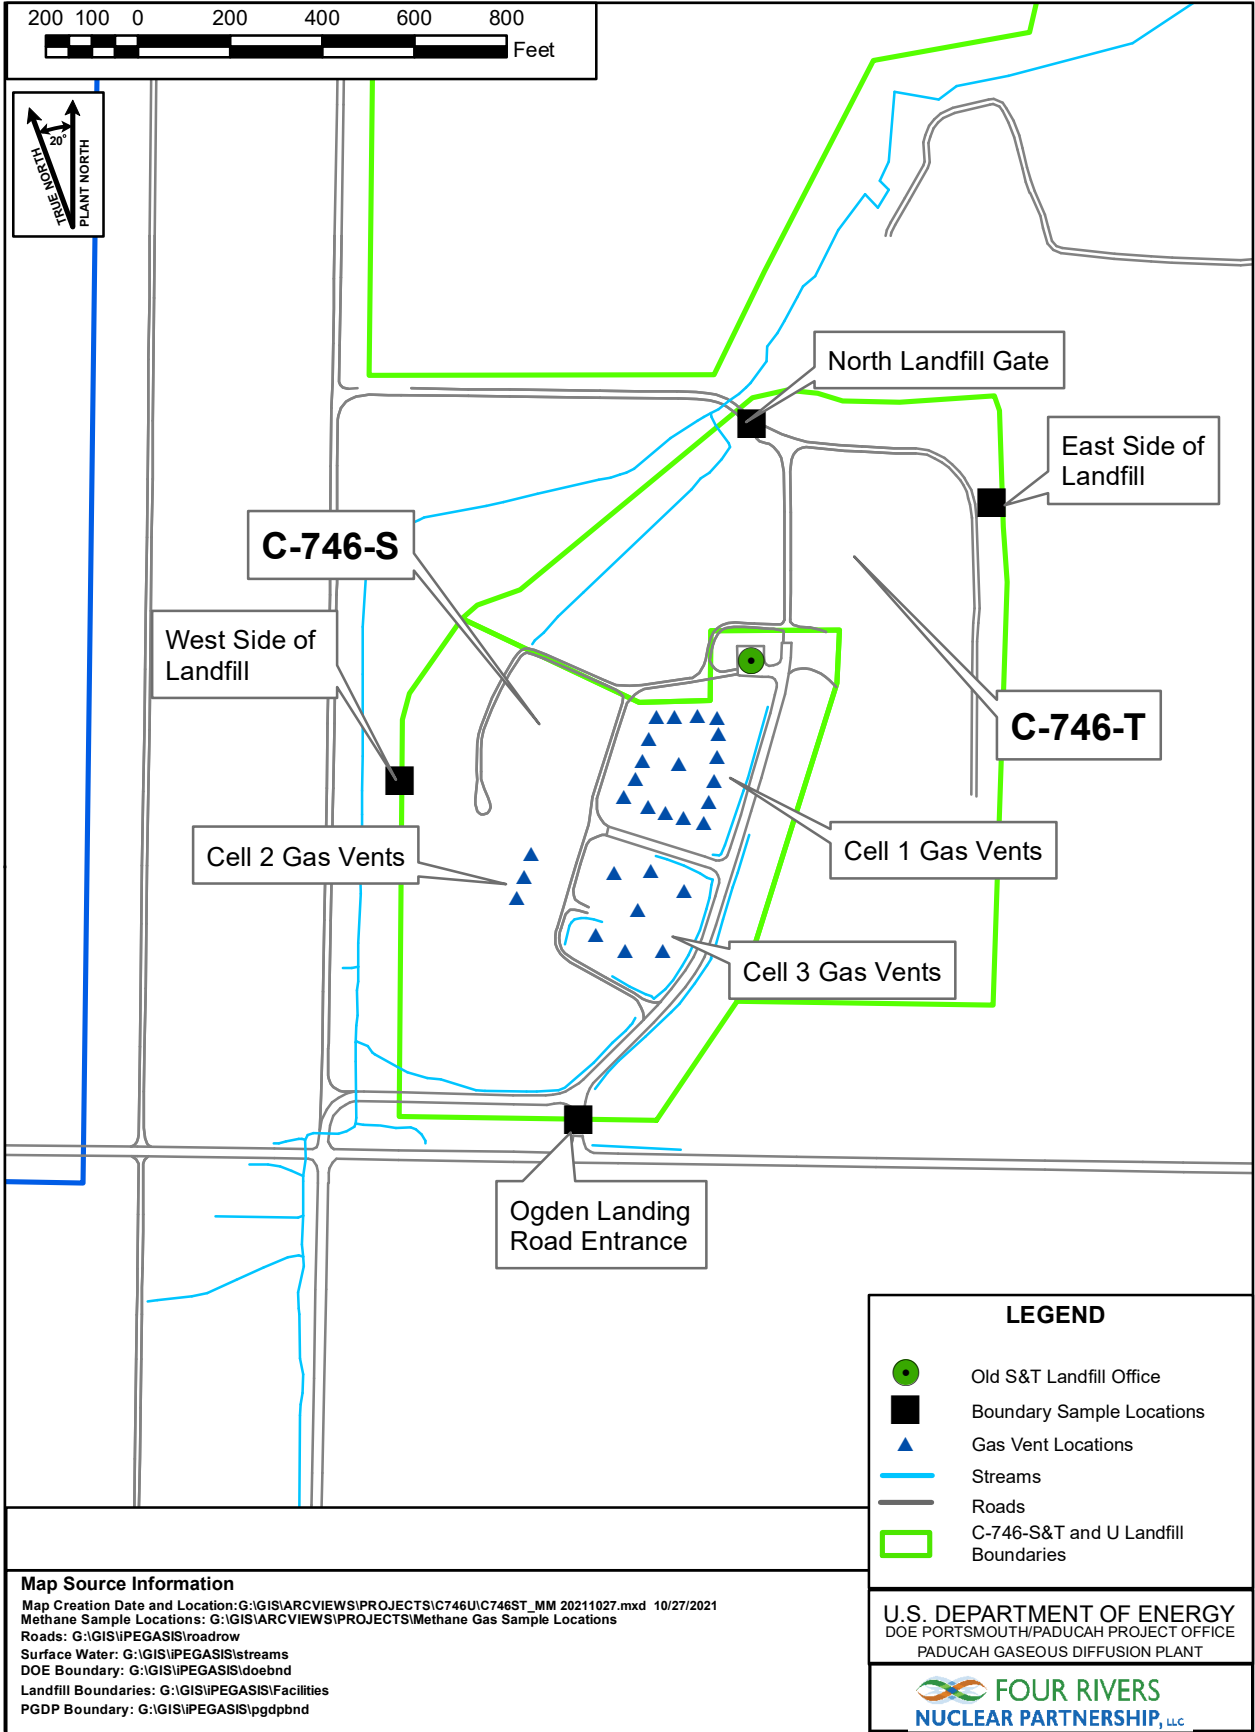 200 100 0 200 400 600 800
Feet
20°
TRUE NORTH
PLANT NORTH
North Landfill Gate
East Side of
Landfill
C-746-S
West Side of
Landfill
C-746-T
Cell 2 Gas Vents
Cell 1 Gas Vents
Cell 3 Gas Vents
Ogden Landing
Road Entrance
LEGEND
Old S&T Landfill Office
Boundary Sample Locations
Gas Vent Locations
Streams
Roads
C-746-S&T and U Landfill
Boundaries
Map Source Information
Map Creation Date and Location:G:\GIS\ARCVIEWS\PROJECTS\C746U\C746ST_MM 20211027.mxd 10/27/2021
Methane Sample Locations: G:\GIS\ARCVIEWS\PROJECTS\Methane Gas Sample Locations
Roads: G:\GIS\iPEGASIS\roadrow
Surface Water: G:\GIS\iPEGASIS\streams
DOE Boundary: G:\GIS\iPEGASIS\doebnd
Landfill Boundaries: G:\GIS\iPEGASIS\Facilities
PGDP Boundary: G:\GIS\iPEGASIS\pgdpbnd
U.S. DEPARTMENT OF ENERGY
DOE PORTSMOUTH/PADUCAH PROJECT OFFICE
PADUCAH GASEOUS DIFFUSION PLANT
FOUR RIVERS
NUCLEAR PARTNERSHIP, LLC